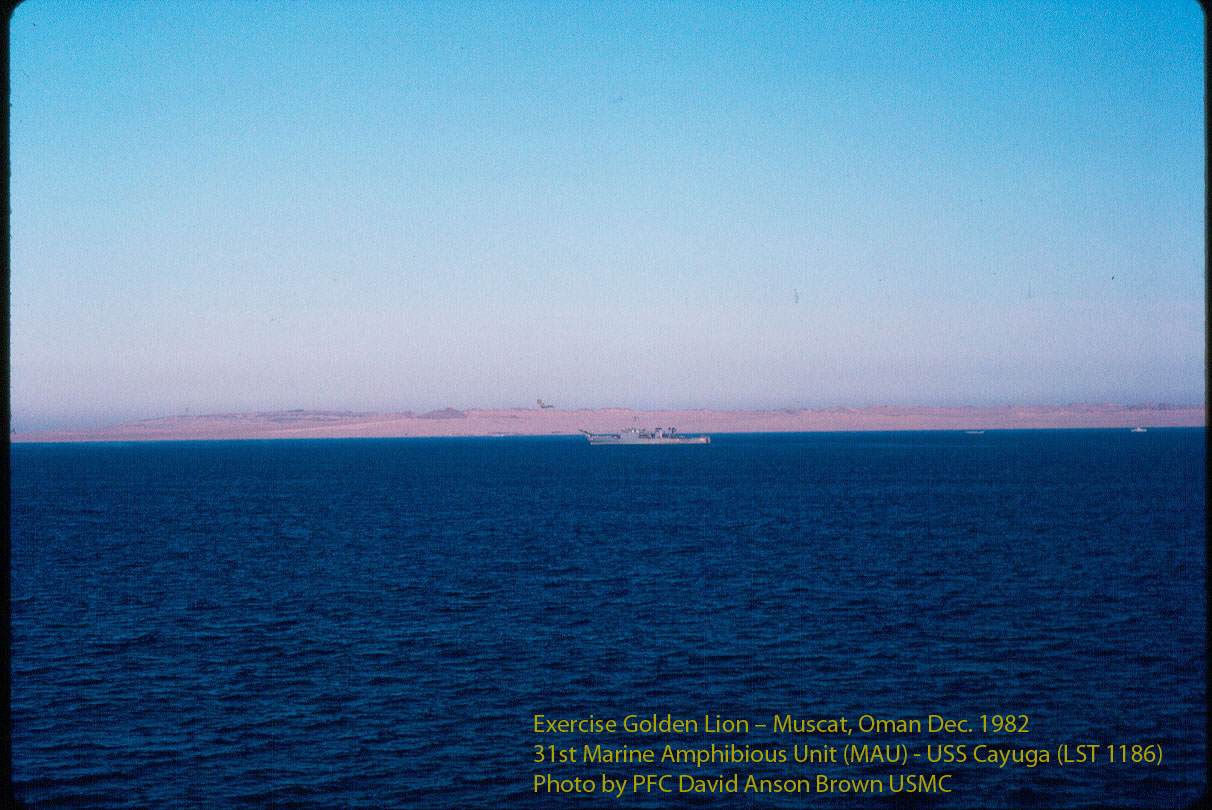 Exercise Golden Lion – Muscat, Oman Dec. 1982
31st Marine Amphibious Unit (MAU) - USS Cayuga (LST 1186)
Photo by PFC David Anson Brown USMC